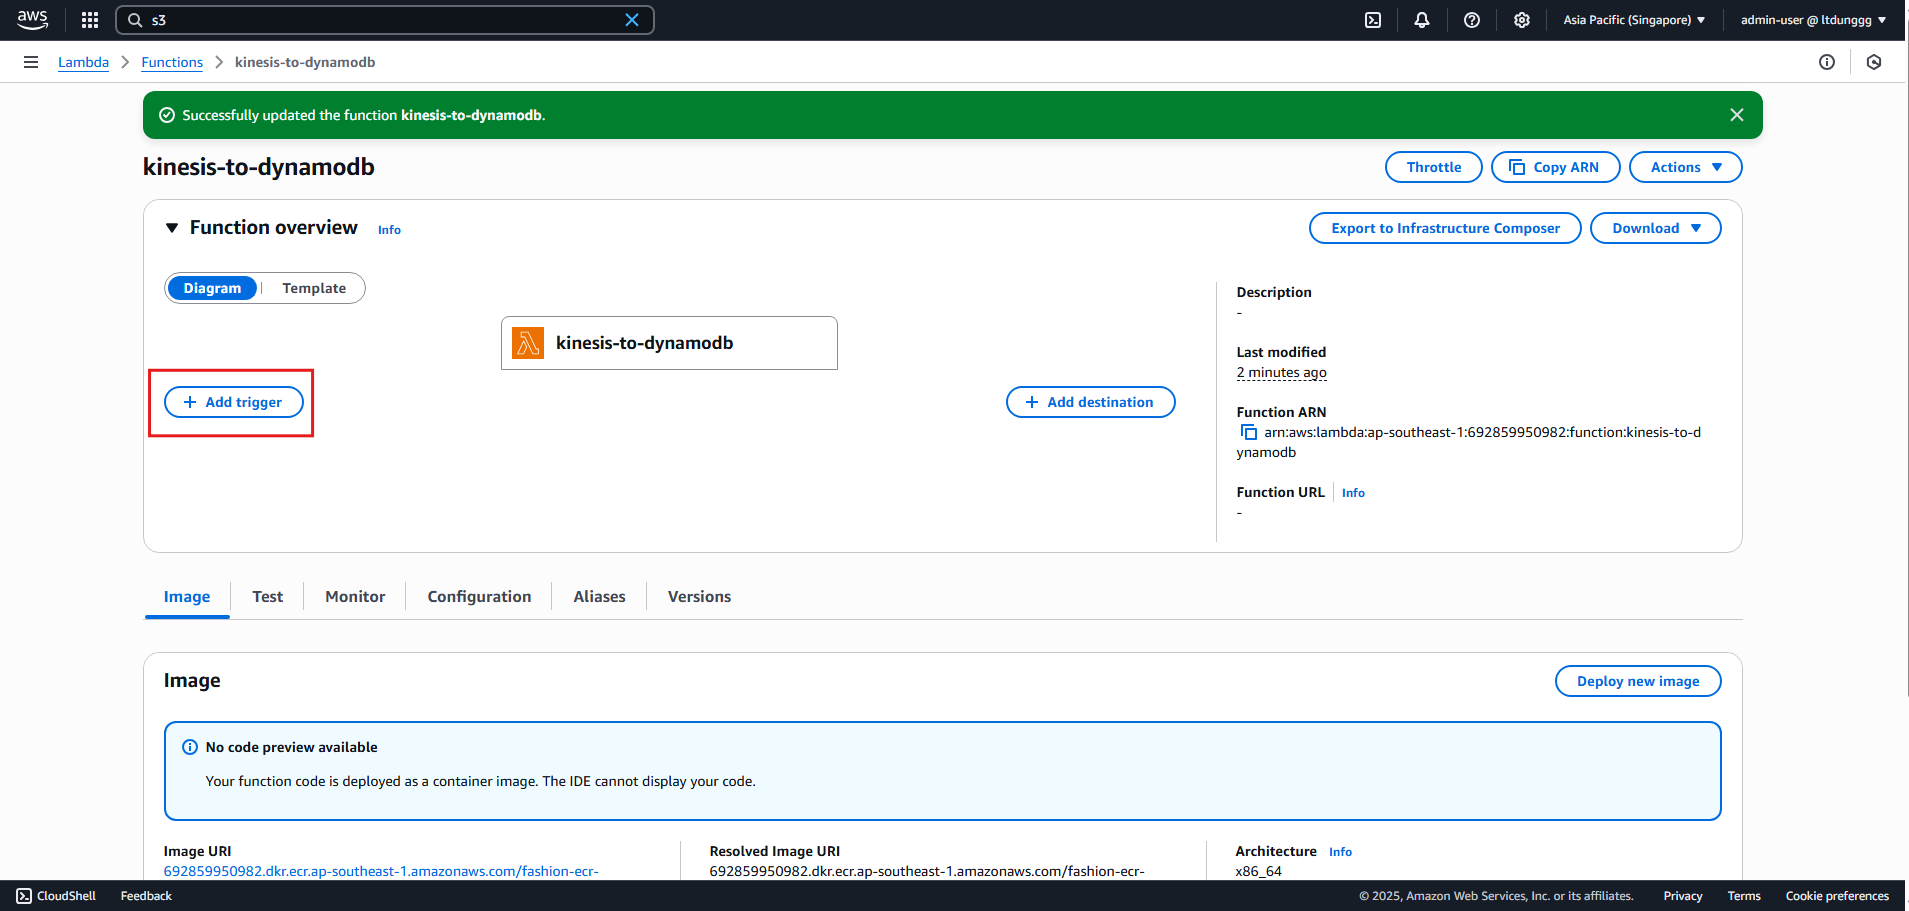 aws
s3
Asia Pacific (Singapore)
admin-user @ ltdunggg
Lambda
Functions
kinesis-to-dynamodb
Successfully updated the function kinesis-to-dynamodb.
kinesis-to-dynamodb
Throttle
Copy ARN
Actions
Function overview
Info
Export to Infrastructure Composer
Download
Diagram
Template
kinesis-to-dynamodb
Add trigger
Add destination
Description
-
Last modified
2 minutes ago
Function ARN
arn:aws:lambda:ap-southeast-1:692859950982:function:kinesis-to-d
ynamodb
Function URL
Info
-
Image
Test
Monitor
Configuration
Aliases
Versions
Image
Deploy new image
No code preview available
Your function code is deployed as a container image. The IDE cannot display your code.
Image URI
692859950982.dkr.ecr.ap-southeast-1.amazonaws.com/fashion-ecr-
Resolved Image URI
692859950982.dkr.ecr.ap-southeast-1.amazonaws.com/fashion-ecr-
Architecture
Info
x86_64
CloudShell
Feedback
© 2025, Amazon Web Services, Inc. or its affiliates.
Privacy
Terms
Cookie preferences